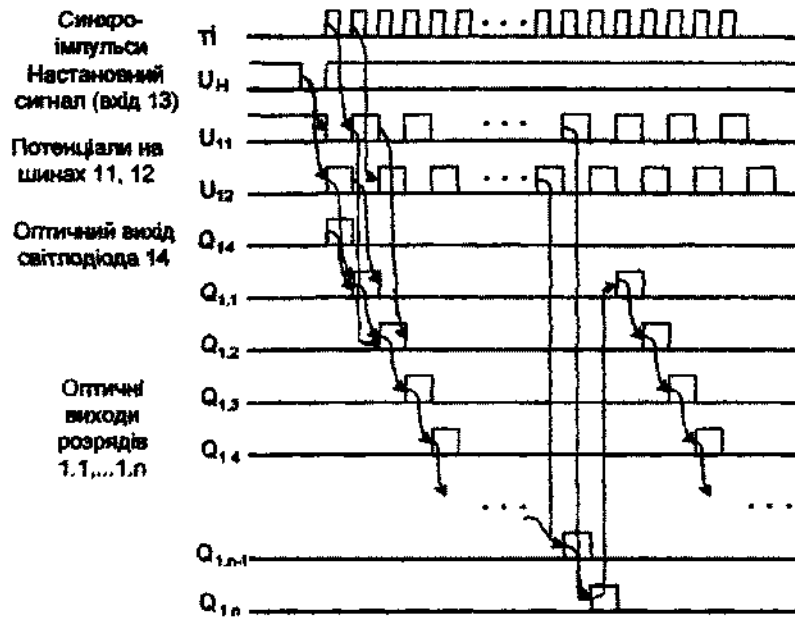 Синхро-
імпульси
Настановний
сигнал (вхід 13)
Потенціали на
шинах 11, 12
Оптичний вихід
світлодіода 14
Оптичні
виходи
розрядів
1.1,...1.n
ТІ
U_H
U_11
U_12
Q_14
Q_1,1
Q_1,2
Q_1,3
Q_1 4
Q_1,n-1
Q_1,n
. . .
. . .
. . .
. . .
. . . .